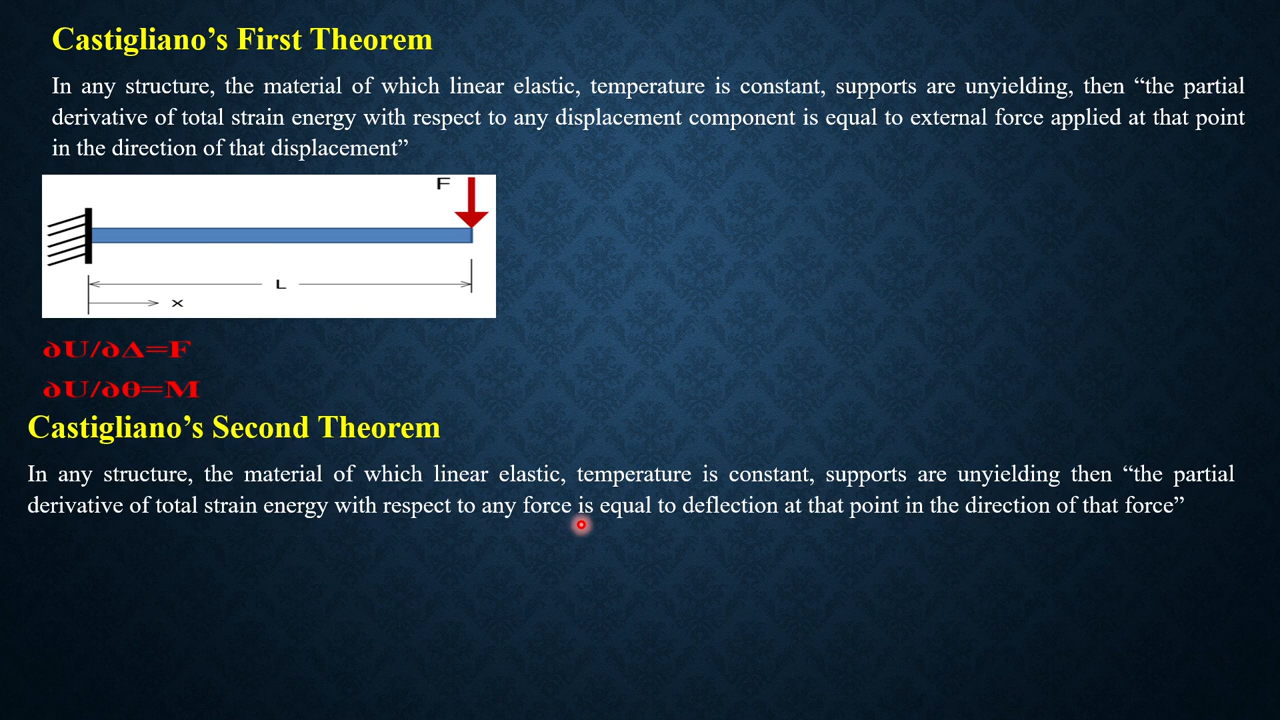 Castigliano’s First Theorem
In any structure, the material of which linear elastic, temperature is constant, supports are unyielding, then “the partial
derivative of total strain energy with respect to any displacement component is equal to external force applied at that point
in the direction of that displacement”
F
L
x
∂U/∂Δ=F
∂U/∂θ=M
Castigliano’s Second Theorem
In any structure, the material of which linear elastic, temperature is constant, supports are unyielding then “the partial
derivative of total strain energy with respect to any force is equal to deflection at that point in the direction of that force”